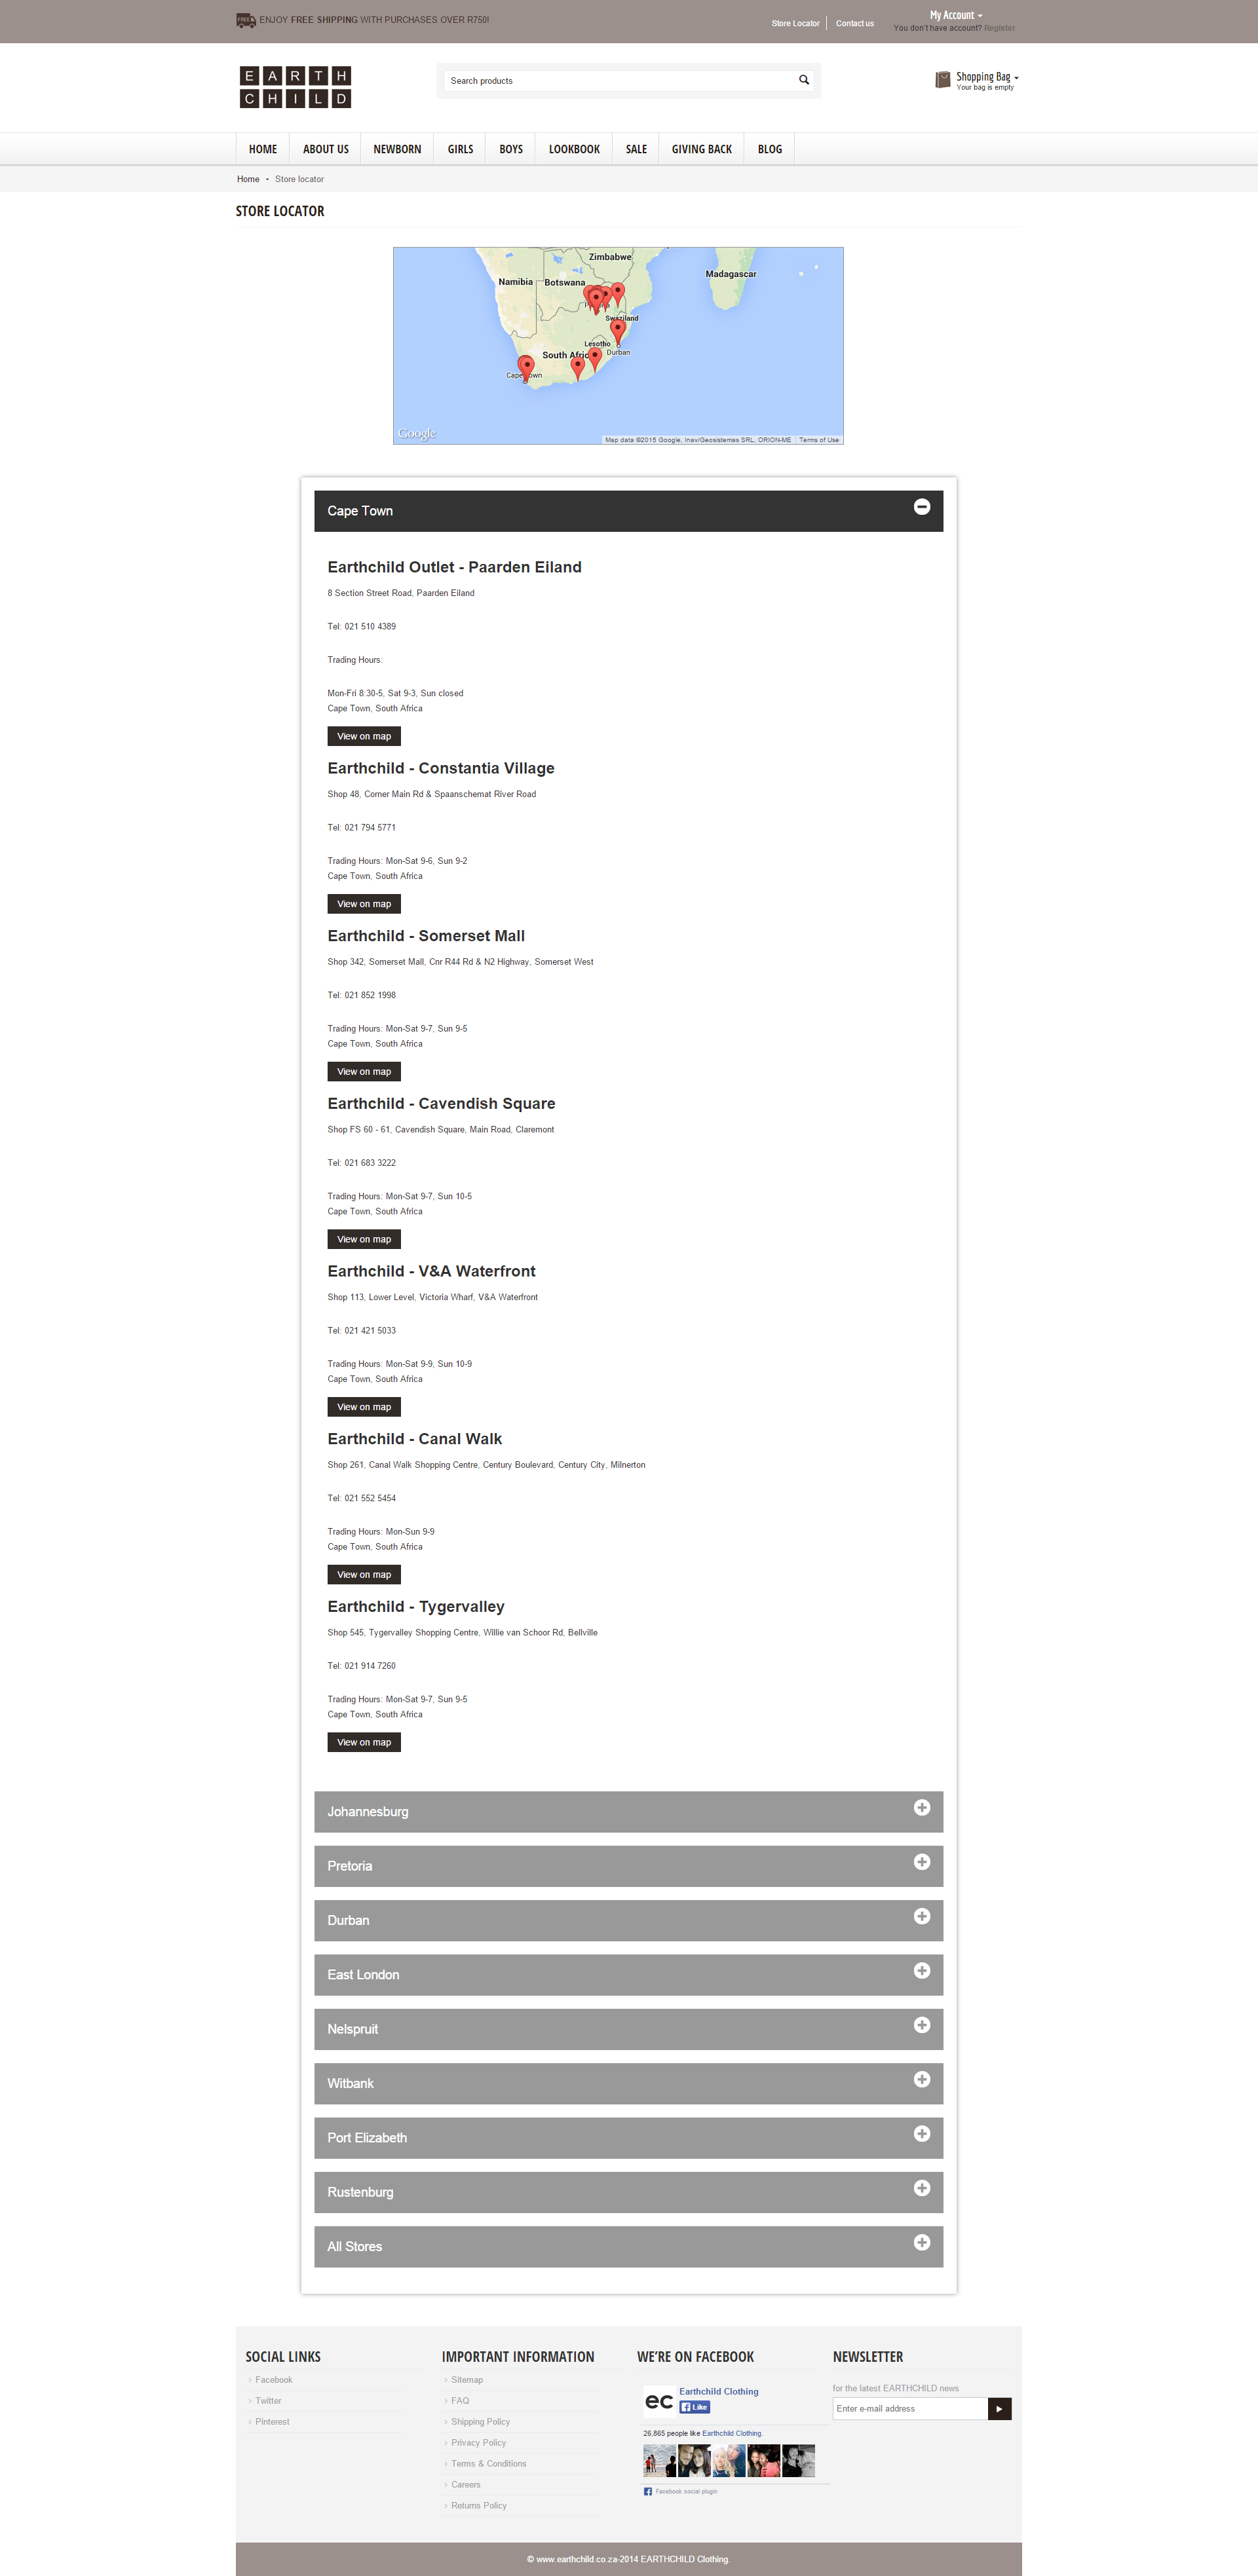 FREE
ENJOY FREE SHIPPING WITH PURCHASES OVER R750!
Store Locator
Contact us
My Account
You don't have account? Register
EARTH
CHILD
Search products
Shopping Bag
Your bag is empty
HOME
ABOUT US
NEWBORN
GIRLS
BOYS
LOOKBOOK
SALE
GIVING BACK
BLOG
Home • Store locator
STORE LOCATOR
Zimbabwe
Madagascar
Namibia
Botswana
Swaziland
Lesotho
Durban
South Afric
Google
Map data ©2015 Google, Inav/Geosistemas SRL, ORION-ME
Terms of Use
Cape Town
Earthchild Outlet - Paarden Eiland
8 Section Street Road, Paarden Eiland
Tel: 021 510 4389
Trading Hours:
Mon-Fri 8:30-5, Sat 9-3, Sun closed
Cape Town, South Africa
View on map
Earthchild - Constantia Village
Shop 48, Corner Main Rd & Spaanschemat River Road
Tel: 021 794 5771
Trading Hours: Mon-Sat 9-6, Sun 9-2
Cape Town, South Africa
View on map
Earthchild - Somerset Mall
Shop 342, Somerset Mall, Cnr R44 Rd & N2 Highway, Somerset West
Tel: 021 852 1998
Trading Hours: Mon-Sat 9-7, Sun 9-5
Cape Town, South Africa
View on map
Earthchild - Cavendish Square
Shop FS 60 - 61, Cavendish Square, Main Road, Claremont
Tel: 021 683 3222
Trading Hours: Mon-Sat 9-7, Sun 10-5
Cape Town, South Africa
View on map
Earthchild - V&A Waterfront
Shop 113, Lower Level, Victoria Wharf, V&A Waterfront
Tel: 021 421 5033
Trading Hours: Mon-Sat 9-9, Sun 10-9
Cape Town, South Africa
View on map
Earthchild - Canal Walk
Shop 261, Canal Walk Shopping Centre, Century Boulevard, Century City, Milnerton
Tel: 021 552 5454
Trading Hours: Mon-Sun 9-9
Cape Town, South Africa
View on map
Earthchild - Tygervalley
Shop 545, Tygervalley Shopping Centre, Willie van Schoor Rd, Bellville
Tel: 021 914 7260
Trading Hours: Mon-Sat 9-7, Sun 9-5
Cape Town, South Africa
View on map
Johannesburg
Pretoria
Durban
East London
Nelspruit
Witbank
Port Elizabeth
Rustenburg
All Stores
SOCIAL LINKS
Facebook
Twitter
Pinterest
IMPORTANT INFORMATION
Sitemap
FAQ
Shipping Policy
Privacy Policy
Terms & Conditions
Careers
Returns Policy
WE'RE ON FACEBOOK
ec
Earthchild Clothing
Like
26,865 people like Earthchild Clothing.
Facebook social plugin
NEWSLETTER
for the latest EARTHCHILD news
Enter e-mail address
© www.earthchild.co.za-2014 EARTHCHILD Clothing.